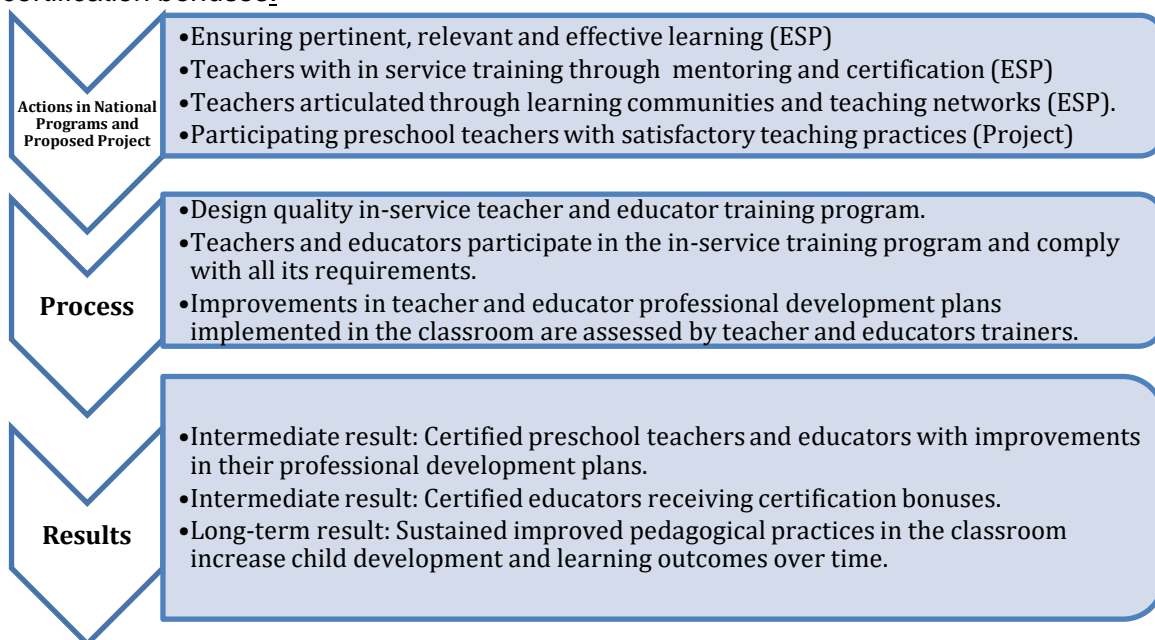 certification bonuses.
•Ensuring pertinent, relevant and effective learning (ESP)
•Teachers with in service training through mentoring and certification (ESP)
•Teachers articulated through learning communities and teaching networks (ESP).
•Participating preschool teachers with satisfactory teaching practices (Project)
Actions in National
Programs and
Proposed Project
•Design quality in-service teacher and educator training program.
•Teachers and educators participate in the in-service training program and comply
with all its requirements.
•Improvements in teacher and educator professional development plans
implemented in the classroom are assessed by teacher and educators trainers.
Process
•Intermediate result: Certified preschool teachers and educators with improvements
in their professional development plans.
•Intermediate result: Certified educators receiving certification bonuses.
•Long-term result: Sustained improved pedagogical practices in the classroom
increase child development and learning outcomes over time.
Results